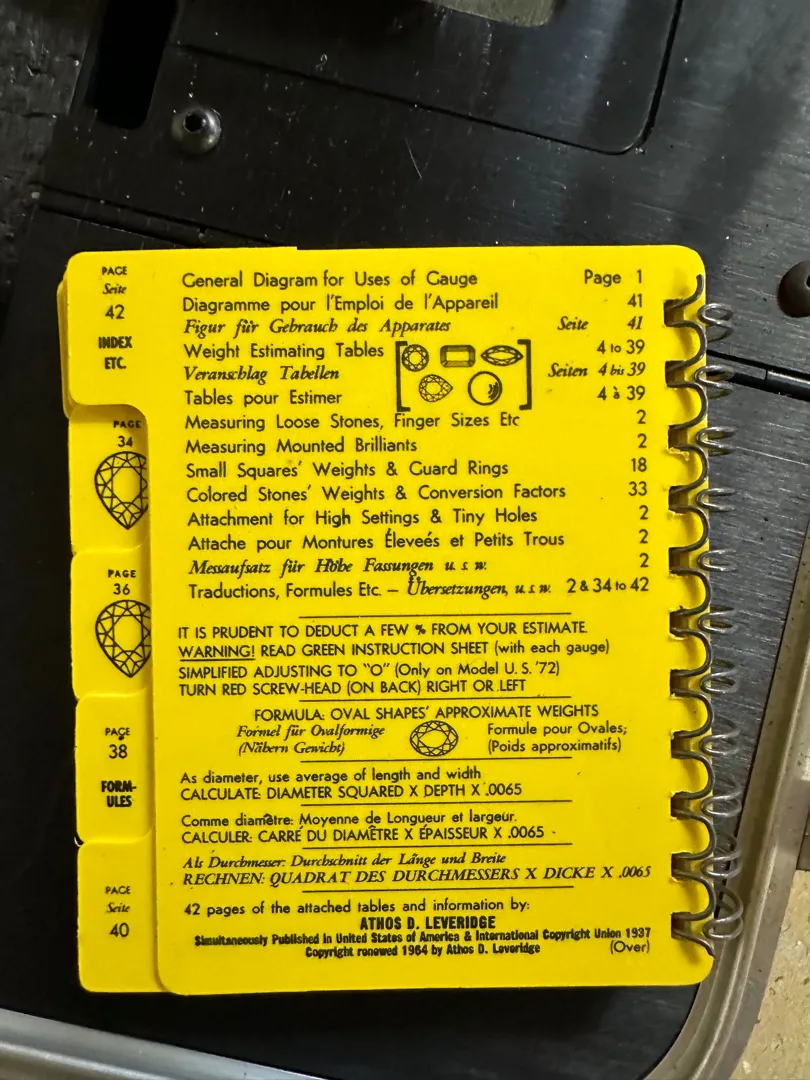 PAGE
Seite
42
INDEX
ETC.
PAGE
34
PAGE
36
PAGE
38
FORM-
ULES
PAGE
Seite
40
General Diagram for Uses of Gauge Page 1
Diagramme pour l'Emploi de l'Appareil 41
Figur für Gebrauch des Apparates Seite 41
Weight Estimating Tables 4 to 39
Veranschlag Tabellen Seiten 4 bis 39
Tables pour Estimer 4 à 39
Measuring Loose Stones, Finger Sizes Etc 2
Measuring Mounted Brilliants 2
Small Squares' Weights & Guard Rings 18
Colored Stones' Weights & Conversion Factors 33
Attachment for High Settings & Tiny Holes 2
Attache pour Montures Éleveés et Petits Trous 2
Messaufsatz für Höbe Fassungen u. s. w. 2
Traductions, Formules Etc. – Übersetzungen, u. s. w. 2 & 34 to 42
IT IS PRUDENT TO DEDUCT A FEW % FROM YOUR ESTIMATE.
WARNING! READ GREEN INSTRUCTION SHEET (with each gauge)
SIMPLIFIED ADJUSTING TO "O" (Only on Model U. S. '72)
TURN RED SCREW-HEAD (ON BACK) RIGHT OR LEFT
FORMULA: OVAL SHAPES' APPROXIMATE WEIGHTS
Formel für Ovalformige Formule pour Ovales;
(Näbern Gewicht) (Poids approximatifs)
As diameter, use average of length and width
CALCULATE: DIAMETER SQUARED X DEPTH X .0065
Comme diamètre: Moyenne de Longueur et largeur.
CALCULER: CARRÉ DU DIAMÈTRE X ÉPAISSEUR X .0065
Als Durchmesser: Durchschnitt der Länge und Breite
RECHNEN: QUADRAT DES DURCHMESSERS X DICKE X .0065
42 pages of the attached tables and information by:
ATHOS D. LEVERIDGE
Simultaneously Published in United States of America & International Copyright Union 1937
Copyright renewed 1964 by Athos D. Leveridge (Over)